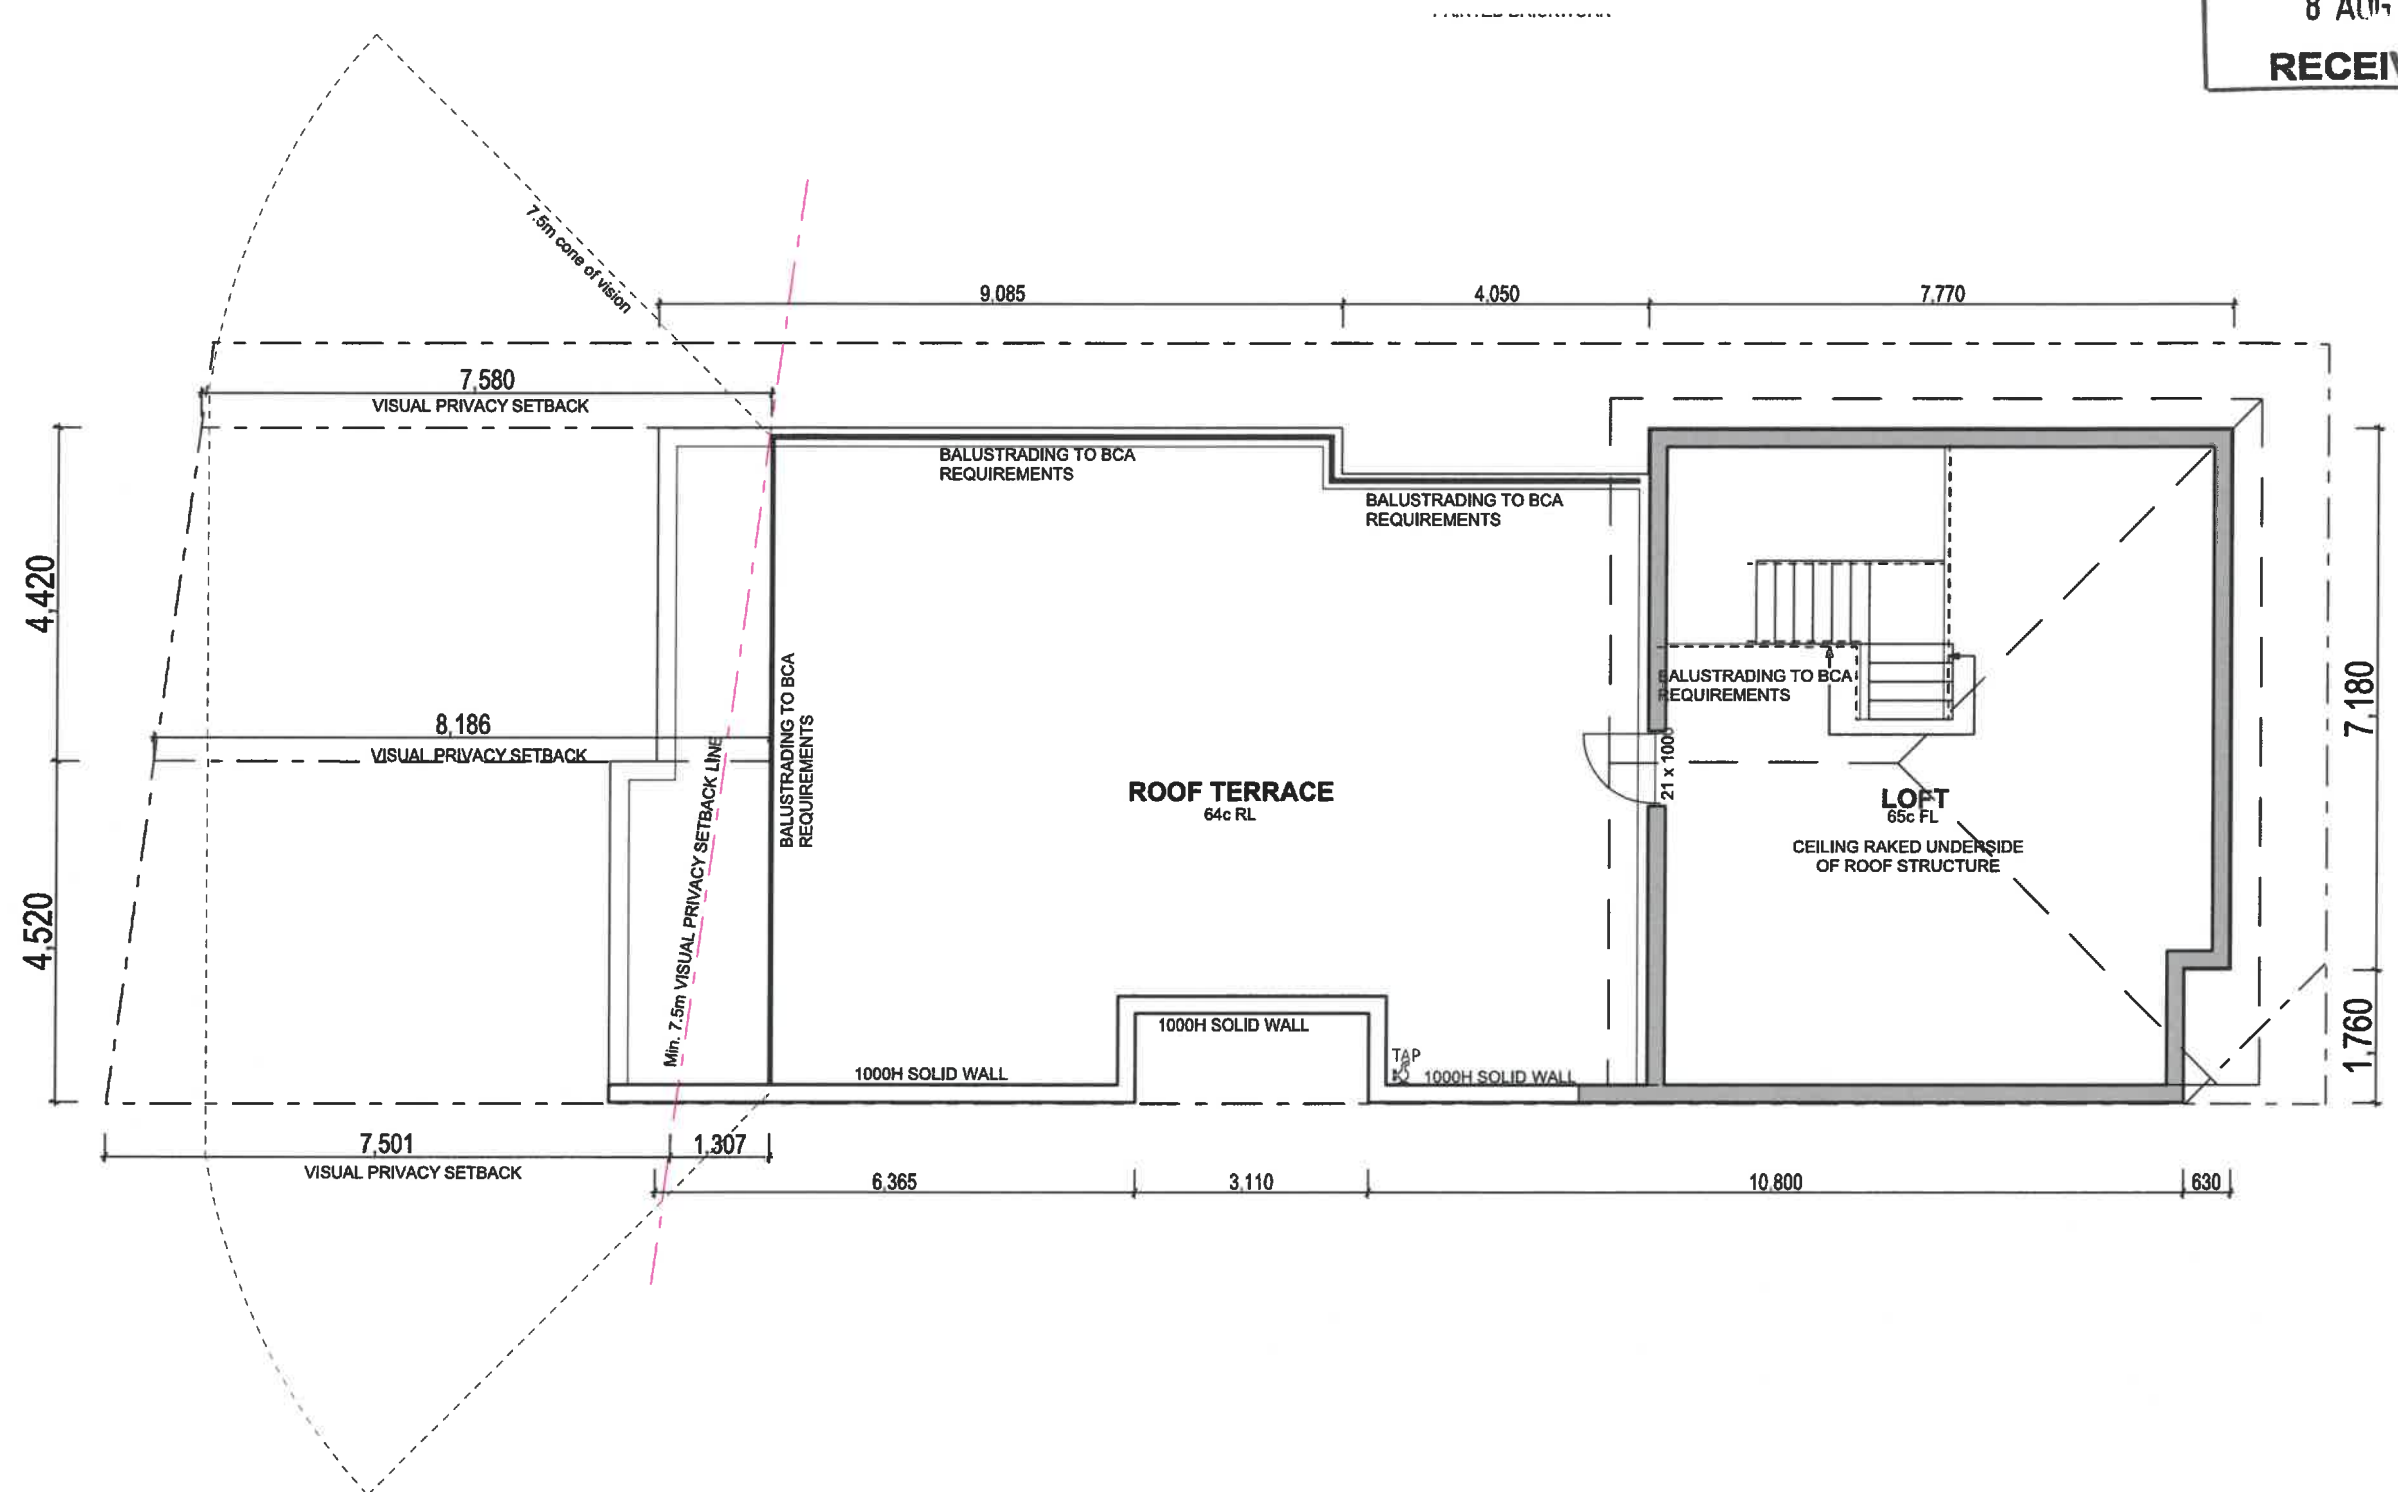 8 AUG
RECEIV
7.5m cone of vision
9,085
4,050
7,770
7,580
VISUAL PRIVACY SETBACK
BALUSTRADING TO BCA
REQUIREMENTS
BALUSTRADING TO BCA
REQUIREMENTS
4,420
BALUSTRADING TO BCA
REQUIREMENTS
BALUSTRADING TO BCA
REQUIREMENTS
7,180
8,186
VISUAL PRIVACY SETBACK
Min. 7.5m VISUAL PRIVACY SETBACK LINE
21 x 1000
ROOF TERRACE
64c RL
LOFT
65c FL
CEILING RAKED UNDERSIDE
OF ROOF STRUCTURE
4,520
1000H SOLID WALL
1000H SOLID WALL
TAP
1000H SOLID WALL
1,760
7,501
1,307
VISUAL PRIVACY SETBACK
6,365
3,110
10,800
630